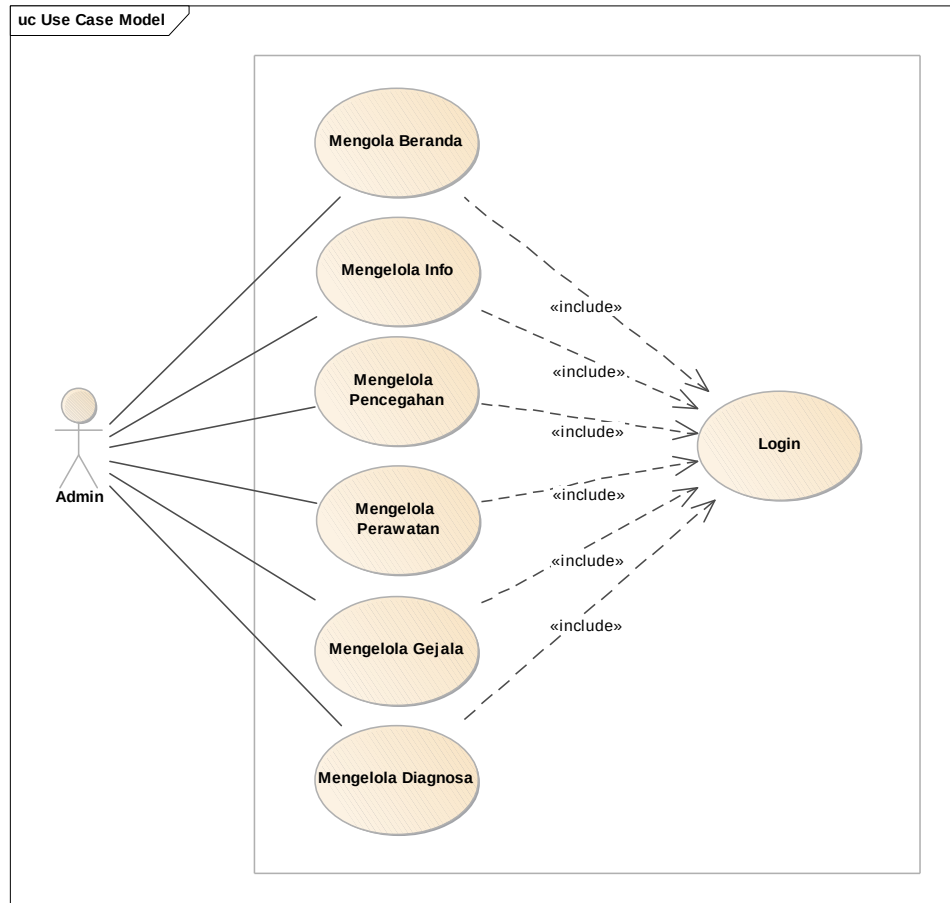 uc Use Case Model
Mengola Beranda
Mengelola Info
«include»
«include»
Mengelola
Pencegahan
«include»
Login
Admin
Mengelola
Perawatan
«include»
«include»
Mengelola Gejala
«include»
Mengelola Diagnosa